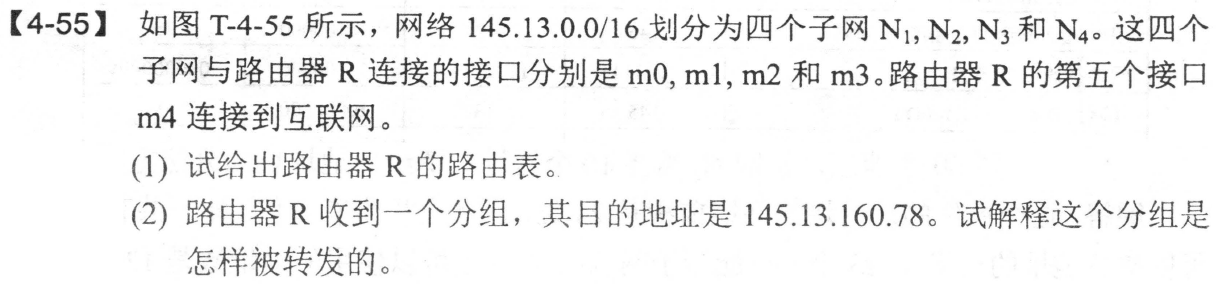 【4-55】 如图 T-4-55 所示，网络 145.13.0.0/16 划分为四个子网 N₁, N₂, N₃ 和 N₄。这四个
子网与路由器 R 连接的接口分别是 m0, m1, m2 和 m3。路由器 R 的第五个接口
m4 连接到互联网。
(1) 试给出路由器 R 的路由表。
(2) 路由器 R 收到一个分组，其目的地址是 145.13.160.78。试解释这个分组是
怎样被转发的。